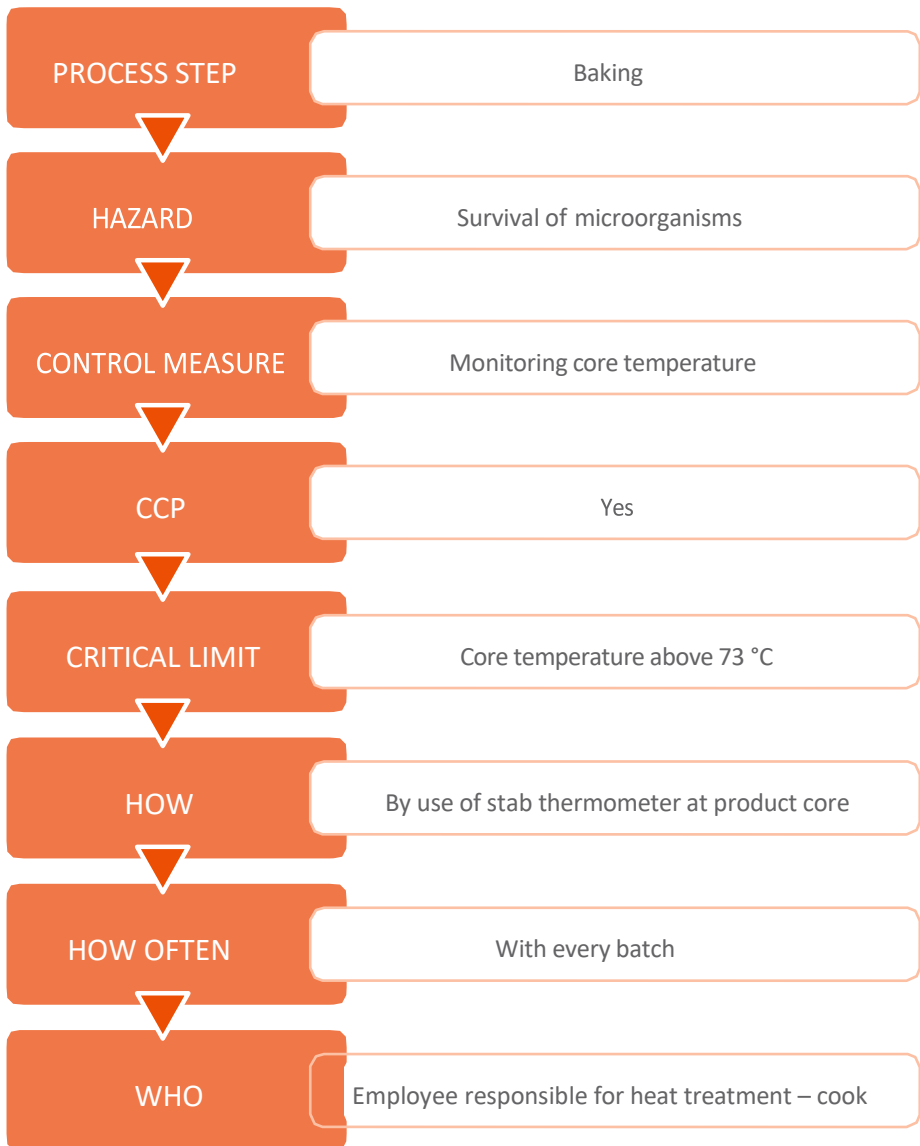 PROCESS STEP
Baking
HAZARD
Survival of microorganisms
CONTROL MEASURE
Monitoring core temperature
CCP
Yes
CRITICAL LIMIT
Core temperature above 73 °C
HOW
By use of stab thermometer at product core
HOW OFTEN
With every batch
WHO
Employee responsible for heat treatment – cook